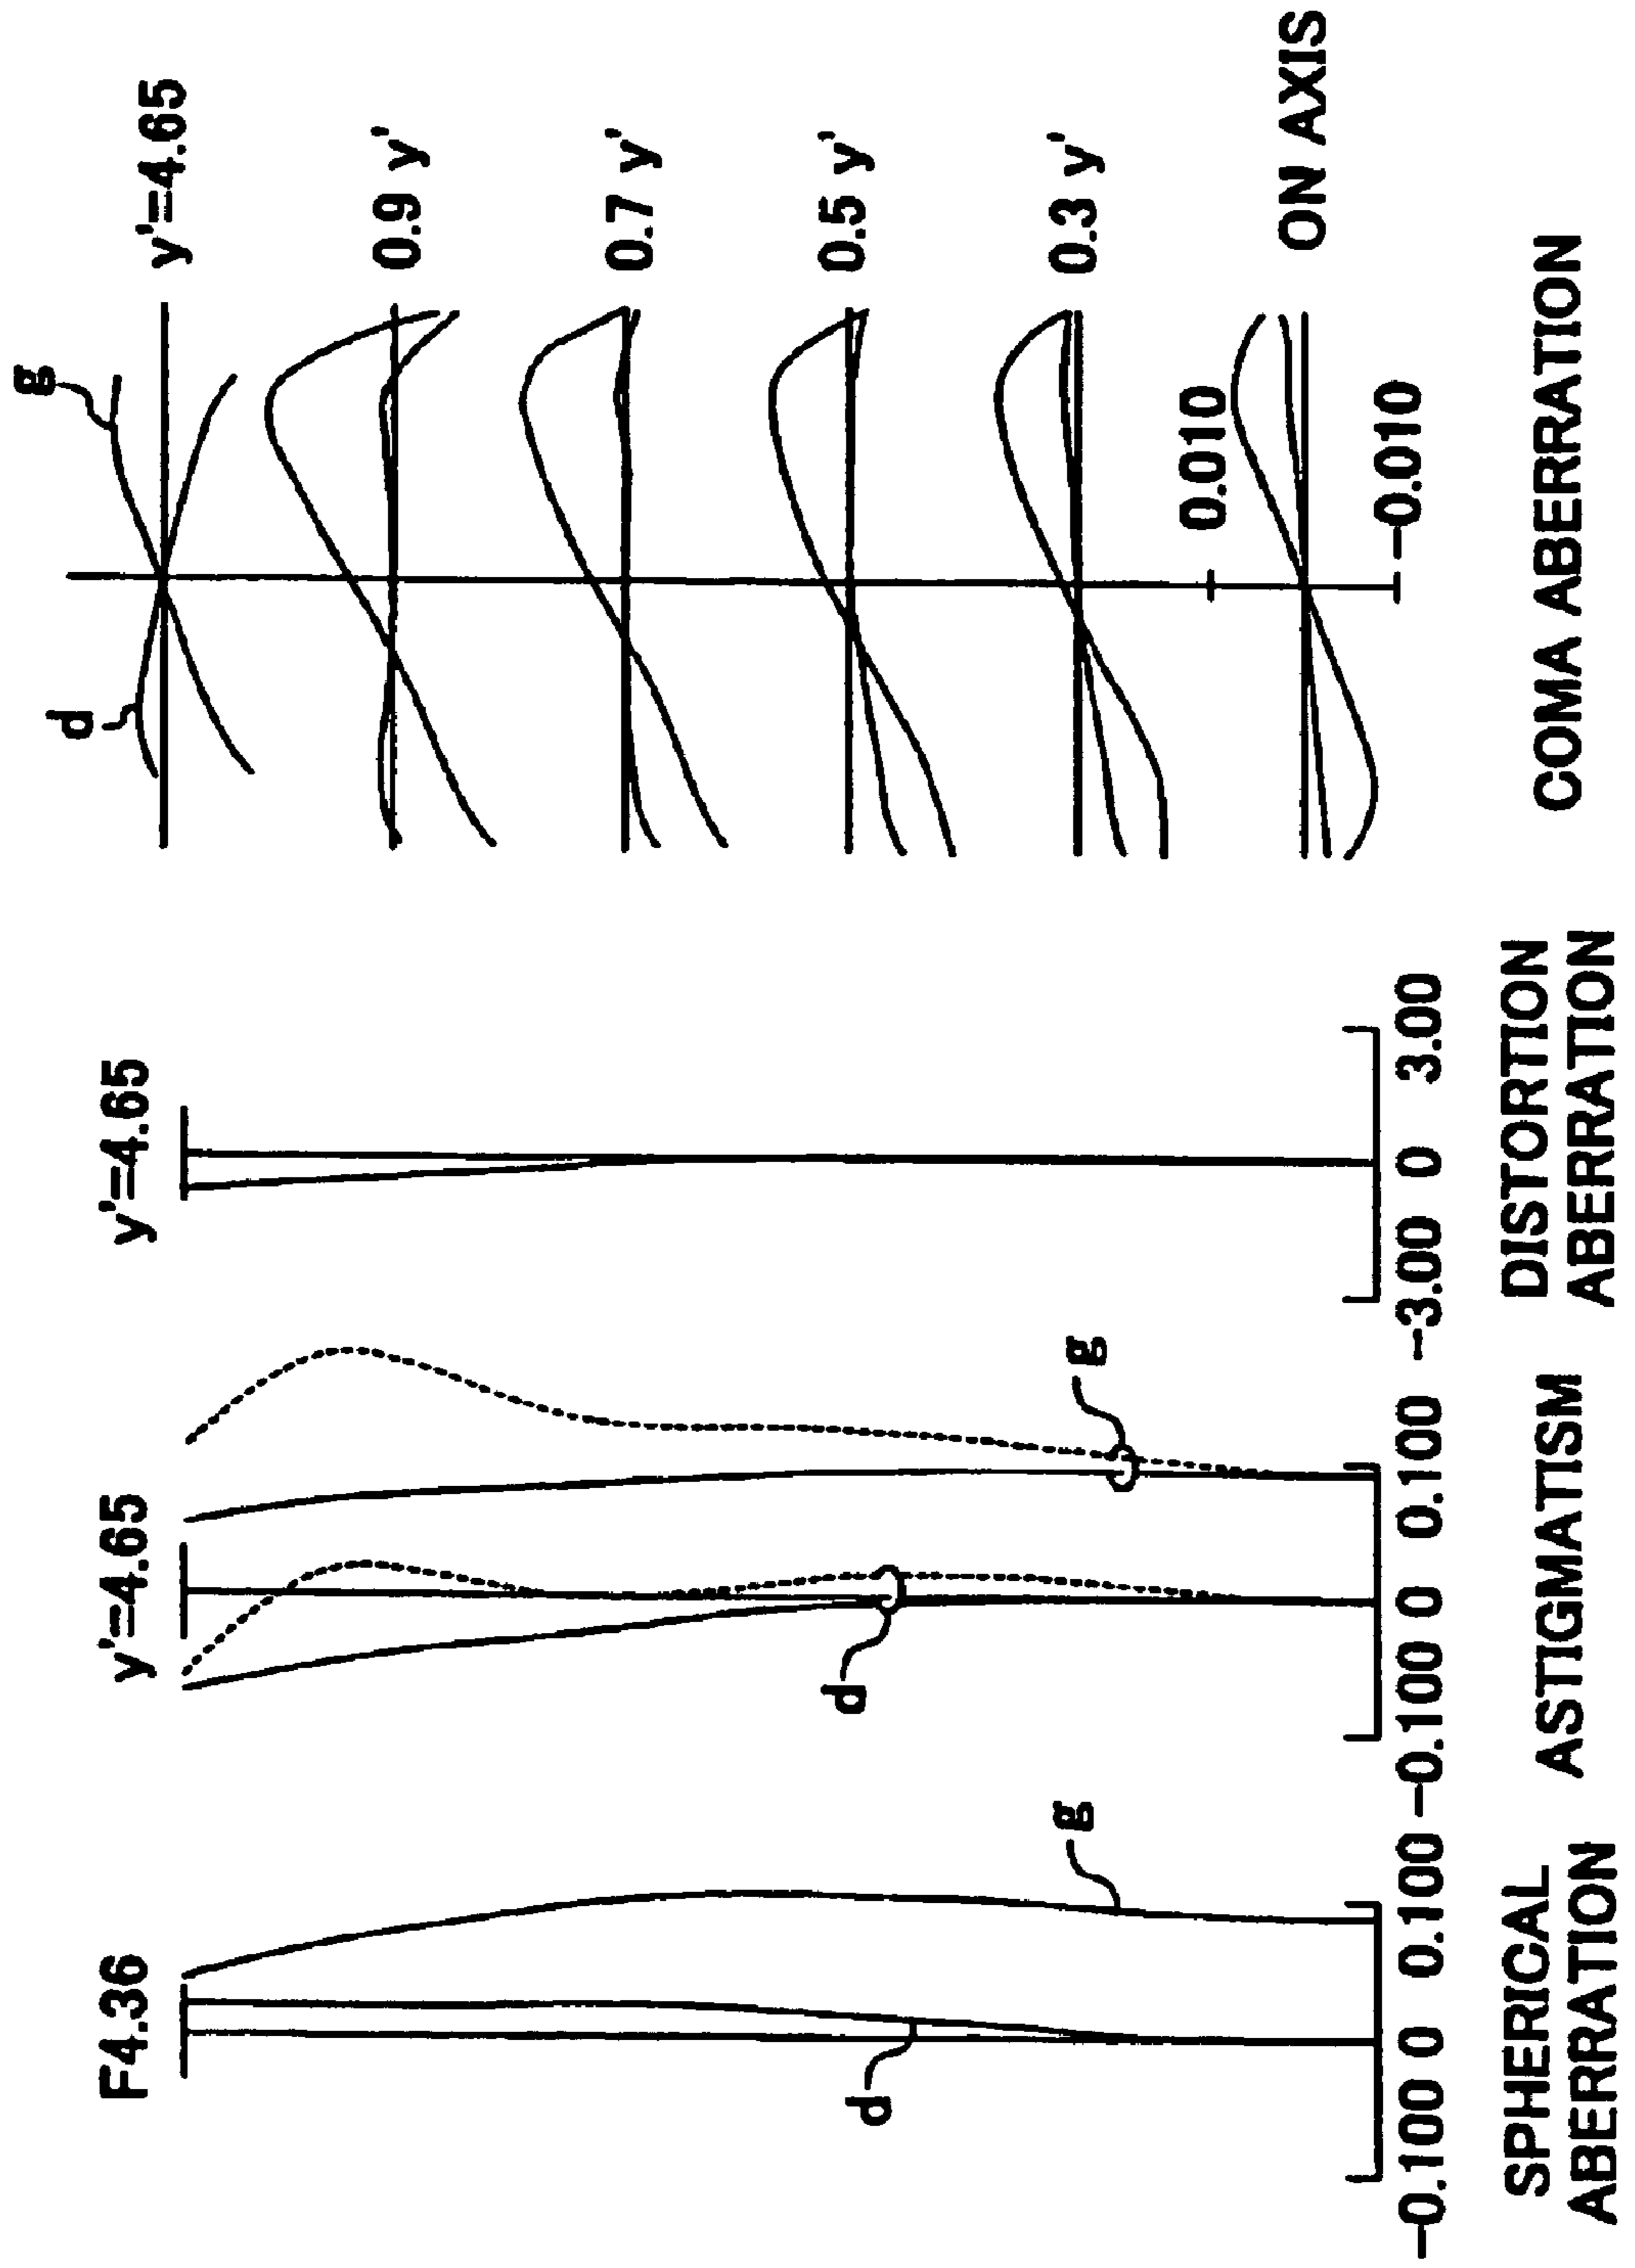 F4.36
g
d
−0.100 0 0.100
SPHERICAL
ABERRATION
y'=4.65
g
d
−0.100 0 0.100
ASTIGMATISM
y'=4.65
−3.00 0 3.00
DISTORTION
ABERRATION
g
d
y'=4.65
0.9 y'
0.7 y'
0.5 y'
0.3 y'
0.010
ON AXIS
−0.010
COMA ABERRATION